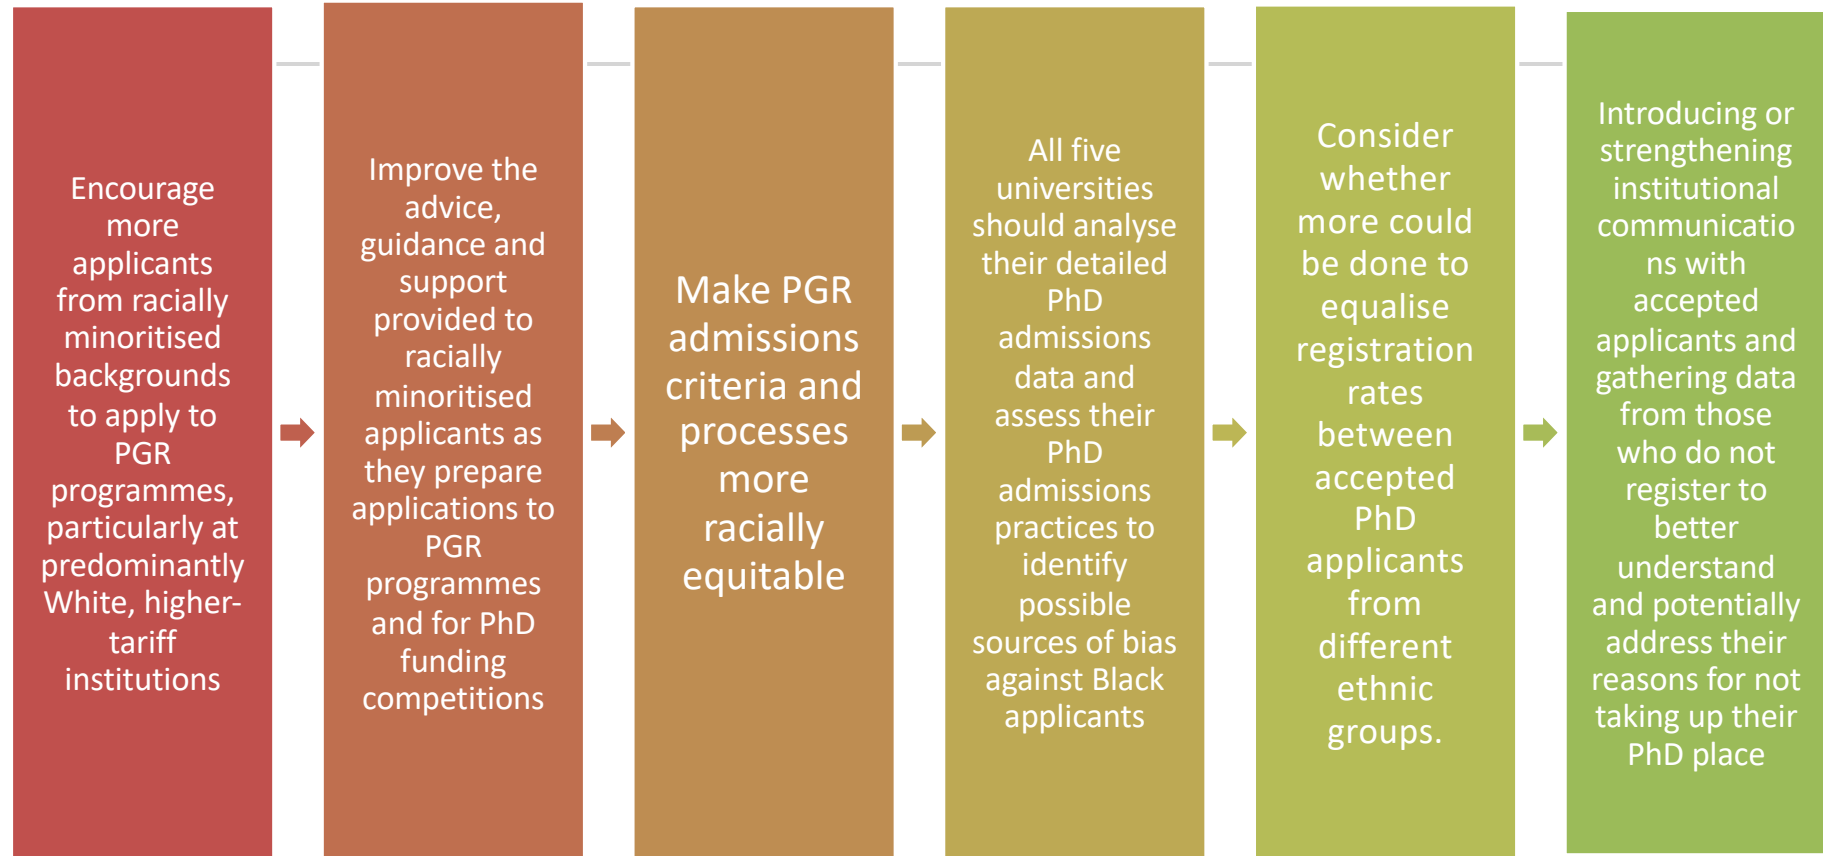 Encourage
more
applicants
from racially
minoritised
backgrounds
to apply to
PGR
programmes,
particularly at
predominantly
White, higher-
tariff
institutions
Improve the
advice,
guidance and
support
provided to
racially
minoritised
applicants as
they prepare
applications to
PGR
programmes
and for PhD
funding
competitions
Make PGR
admissions
criteria and
processes
more
racially
equitable
All five
universities
should analyse
their detailed
PhD
admissions
data and
assess their
PhD
admissions
practices to
identify
possible
sources of bias
against Black
applicants
Consider
whether
more could
be done to
equalise
registration
rates
between
accepted
PhD
applicants
from
different
ethnic
groups.
Introducing or
strengthening
institutional
communicatio
ns with
accepted
applicants and
gathering data
from those
who do not
register to
better
understand
and potentially
address their
reasons for not
taking up their
PhD place